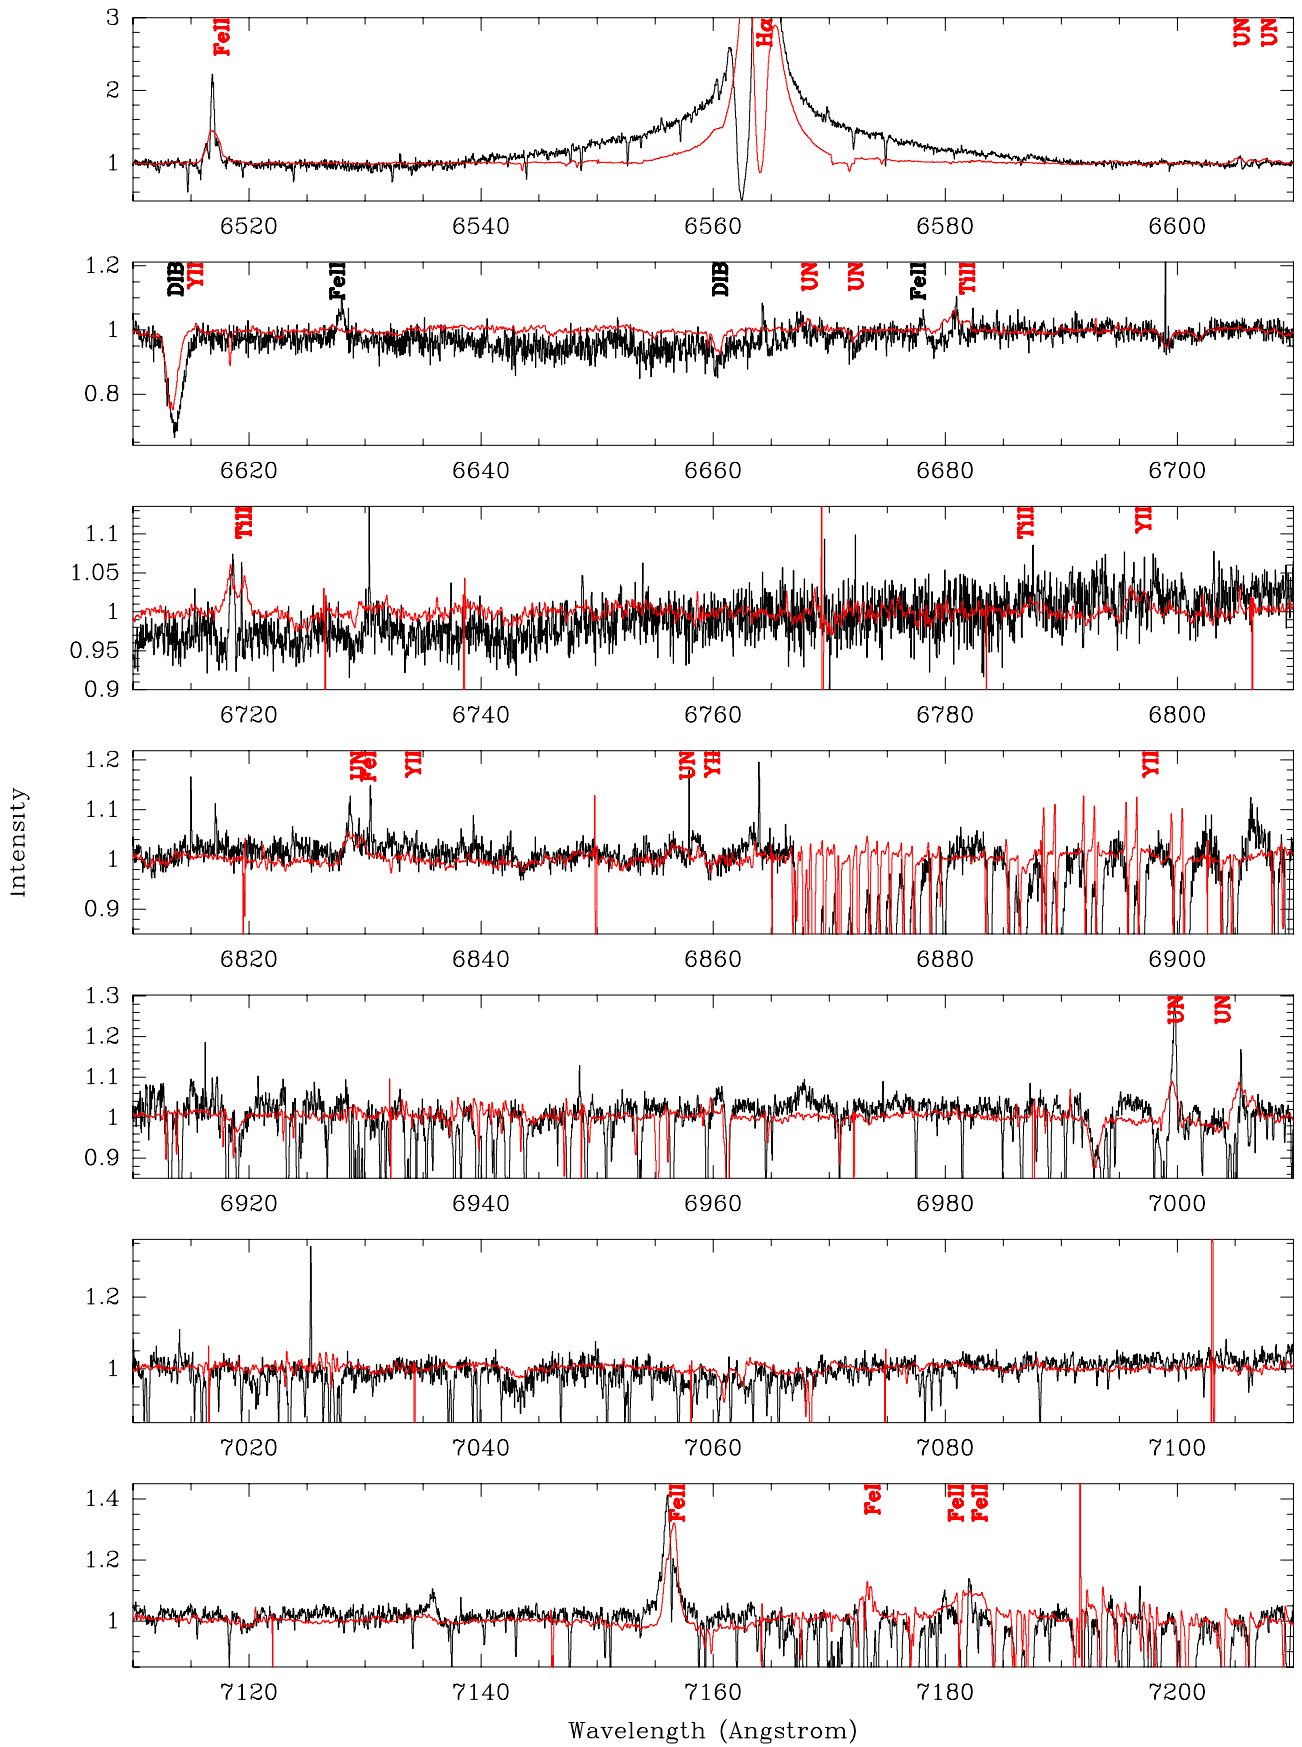 3
2
1
FeII
Hα
UN
UN
6520
6540
6560
6580
6600
1.2
1
0.8
DIB
YII
FeII
DIB
UN
UN
FeII
TiII
6620
6640
6660
6680
6700
1.1
1.05
1
0.95
0.9
TiII
TiII
YII
6720
6740
6760
6780
6800
Intensity
1.2
1.1
1
0.9
UN
FeI
YII
UN
YII
YII
6820
6840
6860
6880
6900
1.3
1.2
1.1
1
0.9
UN
UN
6920
6940
6960
6980
7000
1.2
1
7020
7040
7060
7080
7100
1.4
1.2
1
FeII
FeI
FeII
FeII
7120
7140
7160
7180
7200
Wavelength (Angstrom)